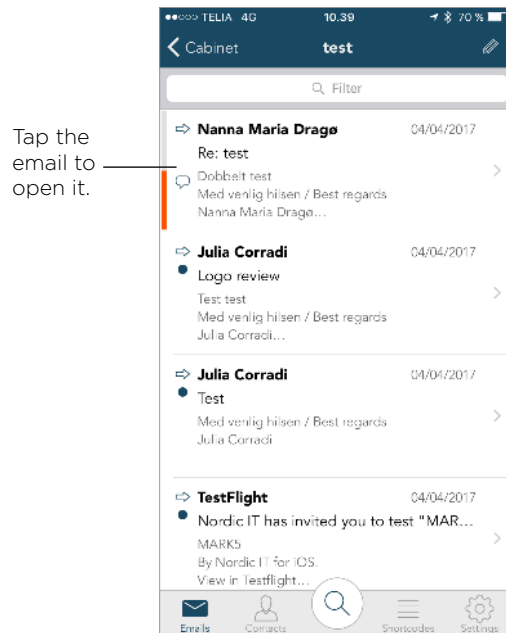 TELIA 4G 10.39 70 %
Cabinet test
Filter
Tap the
email to
open it.
Nanna Maria Dragø 04/04/2017
Re: test
Dobbelt test
Med venlig hilsen / Best regards
Nanna Maria Dragø...
Julia Corradi 04/04/2017
Logo review
Test test
Med venlig hilsen / Best regards
Julia Corradi...
Julia Corradi 04/04/2017
Test
Med venlig hilsen / Best regards
Julia Corradi
TestFlight 04/04/2017
Nordic IT has invited you to test "MAR...
MARK5
By Nordic IT for iOS.
View in Testflight...
Emails Contacts Shortcodes Settings